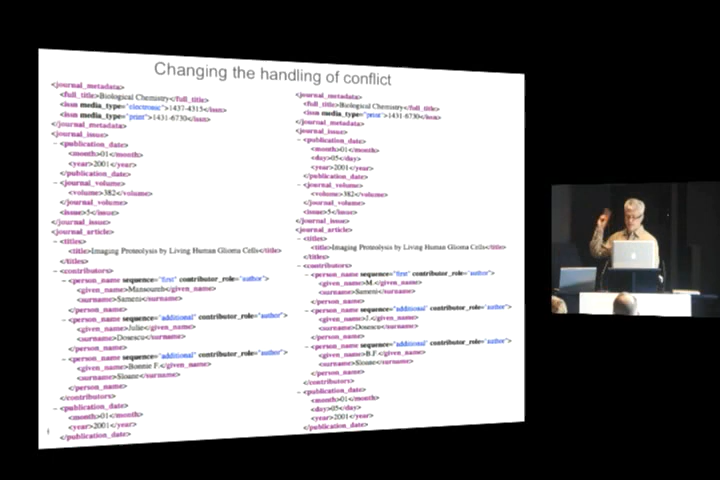 Changing the handling of conflict
<journal_metadata>
<full_title>Biological Chemistry</full_title>
<issn media_type="electronic">1437-4315</issn>
<issn media_type="print">1431-6730</issn>
</journal_metadata>
<journal_issue>
- <publication_date>
<month>01</month>
<year>2001</year>
</publication_date>
- <journal_volume>
<volume>382</volume>
</journal_volume>
<issue>5</issue>
</journal_issue>
<journal_article>
- <titles>
<title>Imaging Proteolysis by Living Human Glioma Cells</title>
</titles>
- <contributors>
- <person_name sequence="first" contributor_role="author">
<given_name>Mansoureh</given_name>
<surname>Sameni</surname>
</person_name>
- <person_name sequence="additional" contributor_role="author">
<given_name>Julie</given_name>
<surname>Dosescu</surname>
</person_name>
- <person_name sequence="additional" contributor_role="author">
<given_name>Bonnie F.</given_name>
<surname>Sloane</surname>
</person_name>
</contributors>
- <publication_date>
<month>01</month>
<year>2001</year>
</publication_date>
<journal_metadata>
<full_title>Biological Chemistry</full_title>
<issn media_type="print">1431-6730</issn>
</journal_metadata>
<journal_issue>
- <publication_date>
<month>01</month>
<day>05</day>
<year>2001</year>
</publication_date>
- <journal_volume>
<volume>382</volume>
</journal_volume>
<issue>5</issue>
</journal_issue>
<journal_article>
- <titles>
<title>Imaging Proteolysis by Living Human Glioma Cells</title>
</titles>
- <contributors>
- <person_name sequence="first" contributor_role="author">
<given_name>M.</given_name>
<surname>Sameni</surname>
</person_name>
- <person_name sequence="additional" contributor_role="author">
<given_name>J.</given_name>
<surname>Dosescu</surname>
</person_name>
- <person_name sequence="additional" contributor_role="author">
<given_name>B.F.</given_name>
<surname>Sloane</surname>
</person_name>
</contributors>
- <publication_date>
<month>01</month>
<day>05</day>
<year>2001</year>
</publication_date>